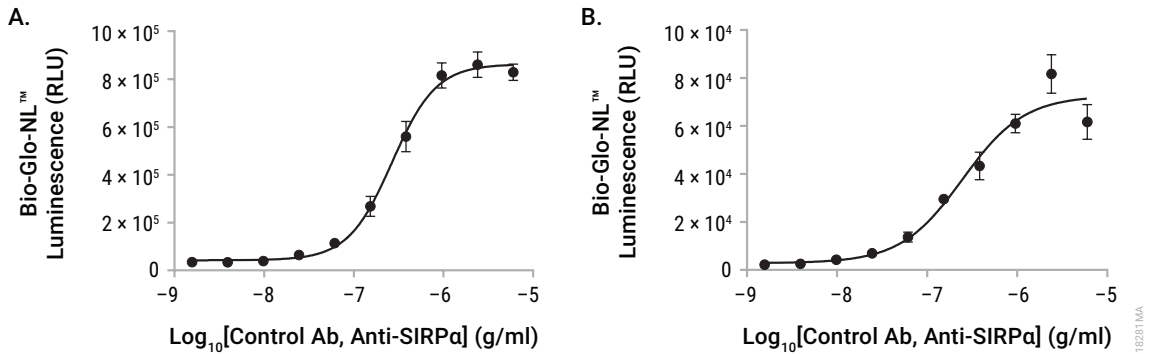 A.
Bio-Glo-NL™
Luminescence (RLU)
10 × 10⁵
8 × 10⁵
6 × 10⁵
4 × 10⁵
2 × 10⁵
0
−9
−8
−7
−6
−5
Log₁₀[Control Ab, Anti-SIRPα] (g/ml)
B.
Bio-Glo-NL™
Luminescence (RLU)
10 × 10⁴
8 × 10⁴
6 × 10⁴
4 × 10⁴
2 × 10⁴
0
−9
−8
−7
−6
−5
Log₁₀[Control Ab, Anti-SIRPα] (g/ml)
18281MA